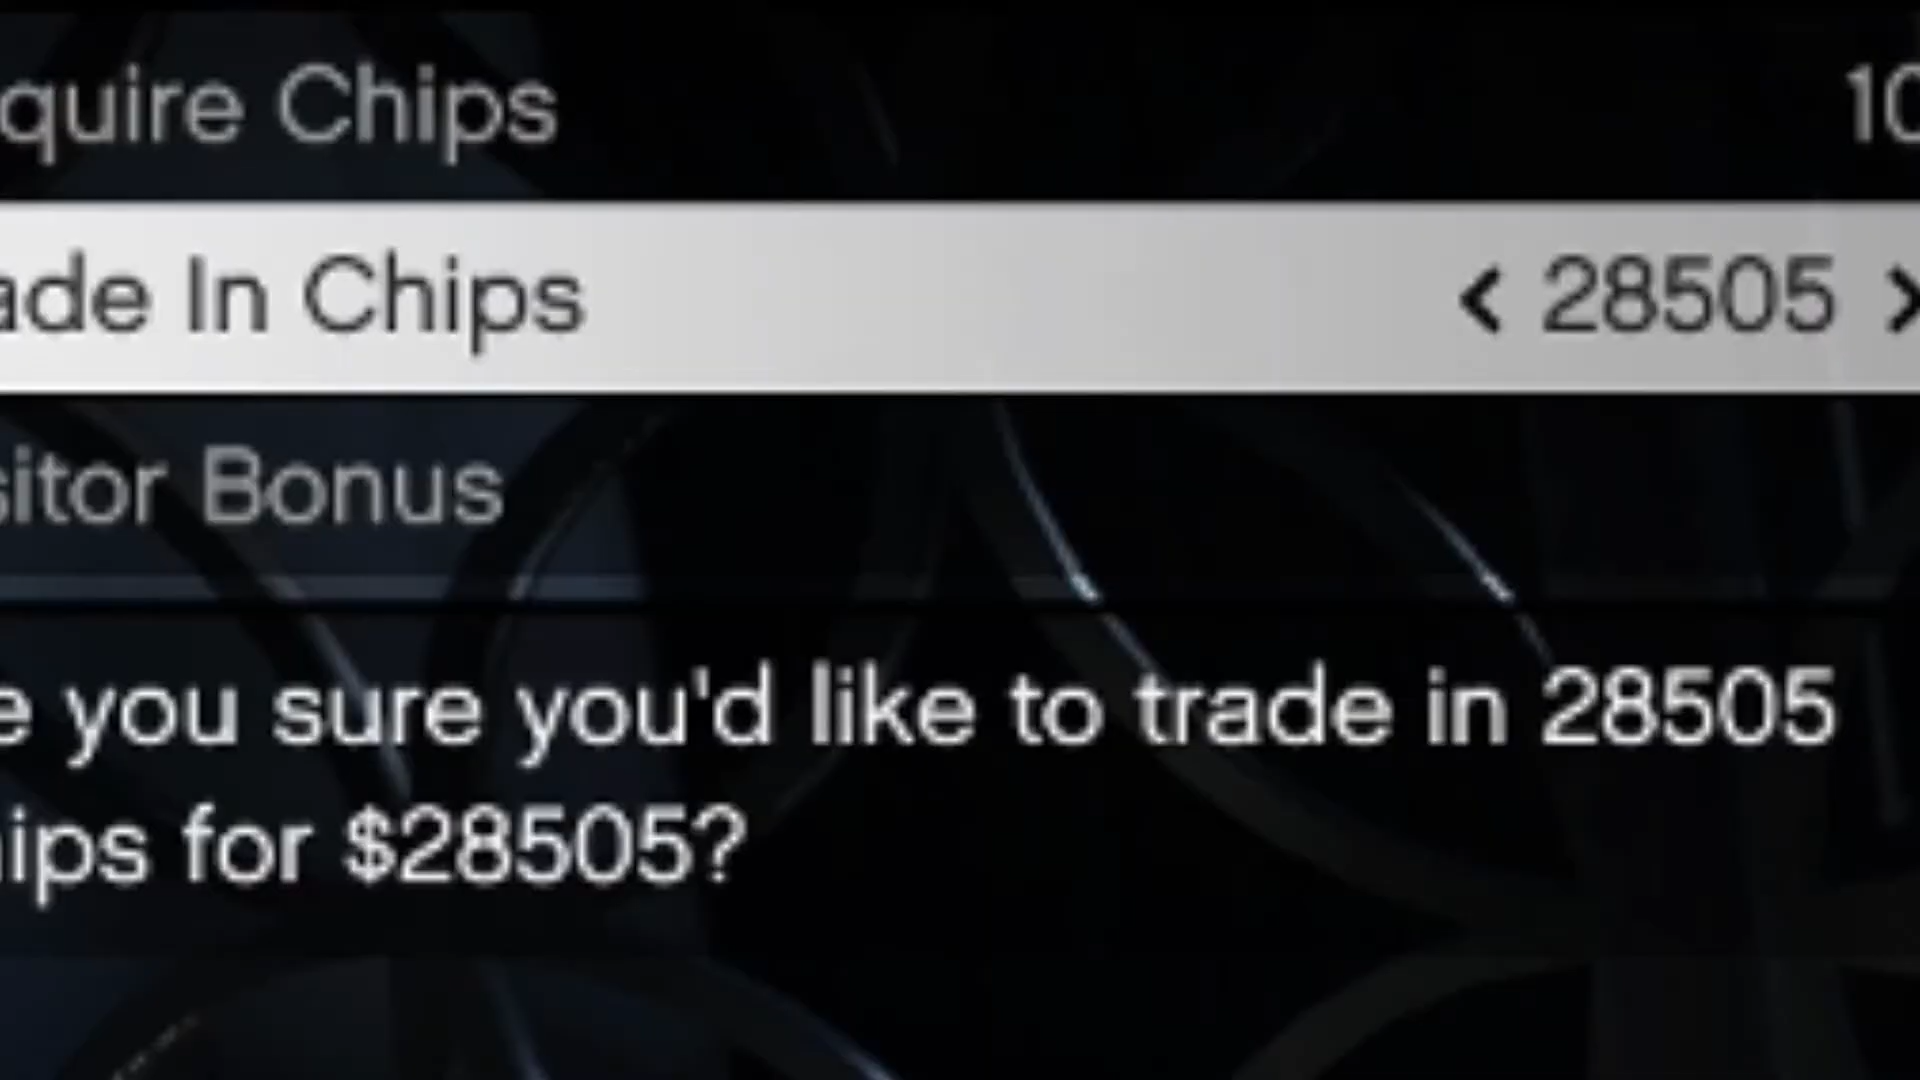 quire Chips 10
ade In Chips < 28505 >
sitor Bonus
e you sure you'd like to trade in 28505
hips for $28505?